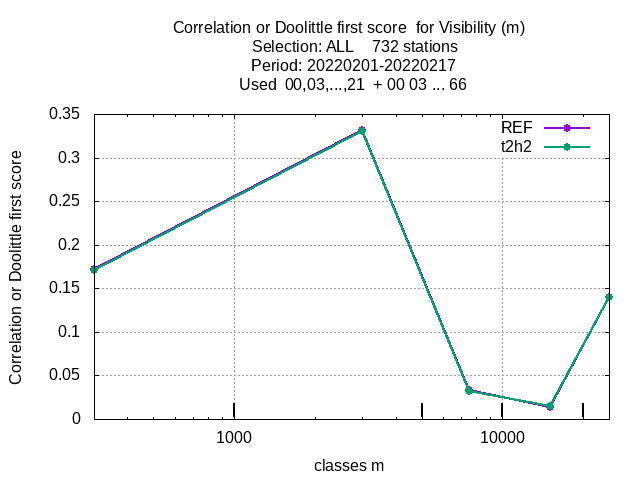 Correlation or Doolittle first score  for Visibility (m)
Selection: ALL    732 stations
Period: 20220201-20220217
Used  00,03,...,21  + 00 03 ... 66
REF
t2h2
0.35
0.3
0.25
0.2
0.15
0.1
0.05
0
Correlation or Doolittle first score
1000
10000
classes m